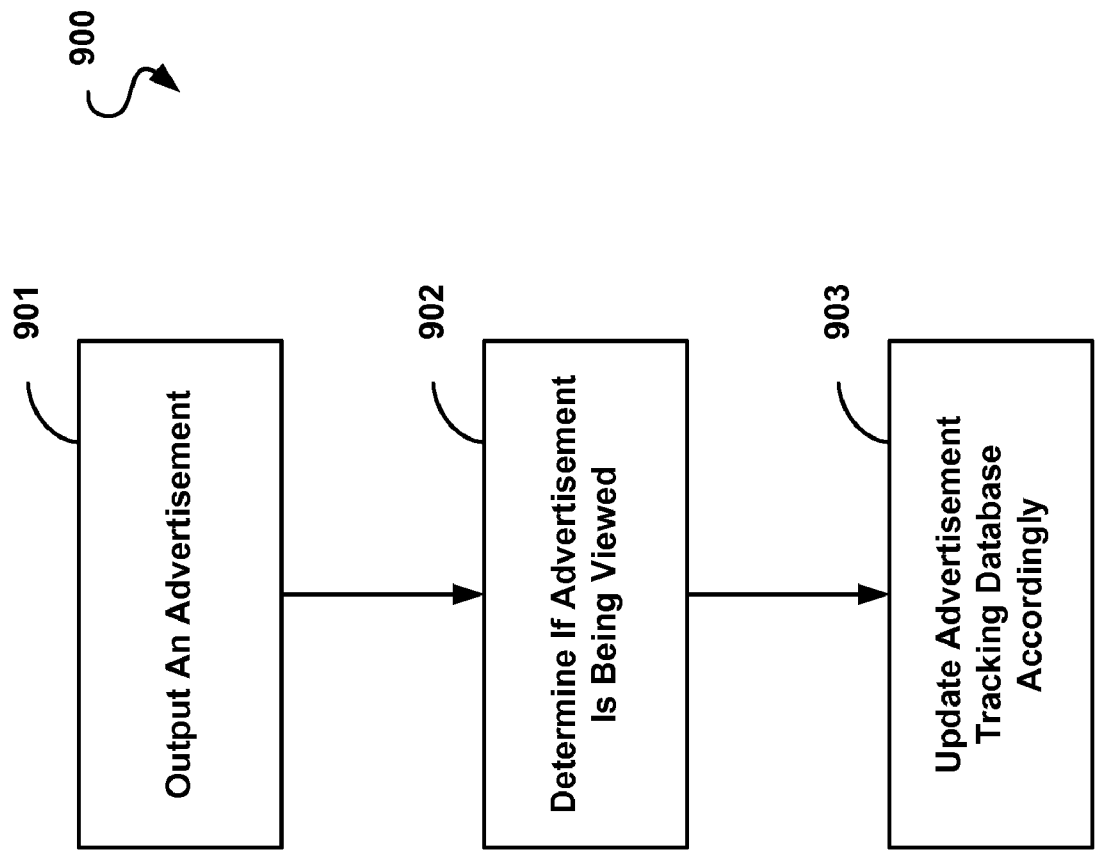 900
901
Output An Advertisement
902
Determine If Advertisement
Is Being Viewed
903
Update Advertisement
Tracking Database
Accordingly